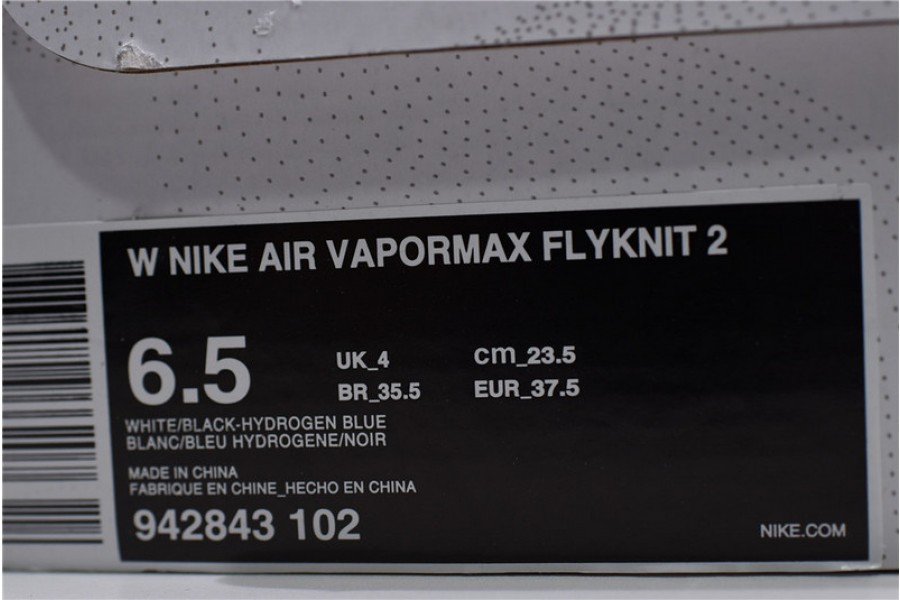 W NIKE AIR VAPORMAX FLYKNIT 2
6.5
UK_4
cm_23.5
BR_35.5
EUR_37.5
WHITE/BLACK-HYDROGEN BLUE
BLANC/BLEU HYDROGENE/NOIR
MADE IN CHINA
FABRIQUE EN CHINE_HECHO EN CHINA
942843 102
NIKE.COM